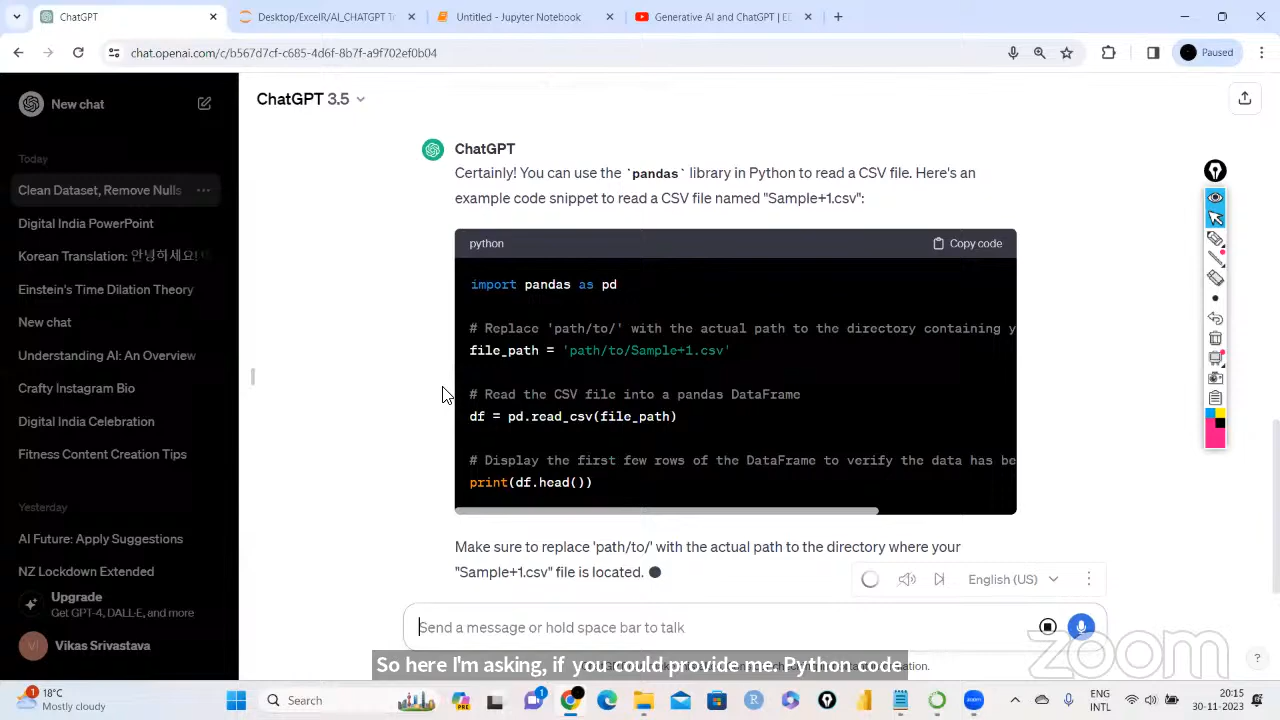 ChatGPT
Desktop/ExcelR/AI_CHATGPT T
Untitled - Jupyter Notebook
Generative AI and ChatGPT | ED
chat.openai.com/c/b567d7cf-c685-4d6f-8b7f-a9f702ef0b04
Paused
New chat
ChatGPT 3.5
Today
Clean Dataset, Remove Nulls
Digital India PowerPoint
Korean Translation: 안녕하세요!
Einstein's Time Dilation Theory
New chat
Understanding AI: An Overview
Crafty Instagram Bio
Digital India Celebration
Fitness Content Creation Tips
Yesterday
AI Future: Apply Suggestions
NZ Lockdown Extended
Upgrade
Get GPT-4, DALL·E, and more
VI
Vikas Srivastava
ChatGPT
Certainly! You can use the `pandas` library in Python to read a CSV file. Here's an
example code snippet to read a CSV file named "Sample+1.csv":
python
Copy code
import pandas as pd
# Replace 'path/to/' with the actual path to the directory containing y
file_path = 'path/to/Sample+1.csv'
# Read the CSV file into a pandas DataFrame
df = pd.read_csv(file_path)
# Display the first few rows of the DataFrame to verify the data has be
print(df.head())
Make sure to replace 'path/to/' with the actual path to the directory where your
"Sample+1.csv" file is located.
English (US)
Send a message or hold space bar to talk
So here I'm asking, if you could provide me. Python code
zoom
?
18°C
Mostly cloudy
Search
PRE
1
R
ENG
IN
20:15
30-11-2023